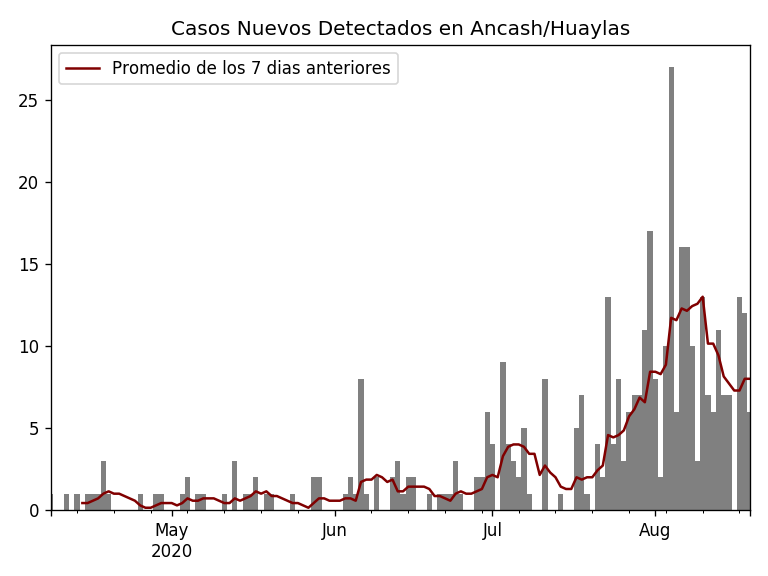 Casos Nuevos Detectados en Ancash/Huaylas
Promedio de los 7 dias anteriores
25
20
15
10
5
0
May
2020
Jun
Jul
Aug